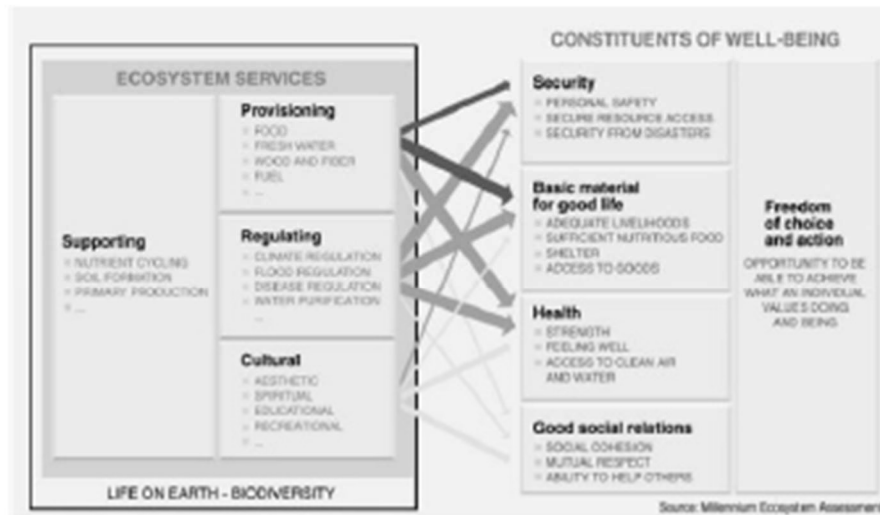 CONSTITUENTS OF WELL-BEING
ECOSYSTEM SERVICES
Supporting
NUTRIENT CYCLING
SOIL FORMATION
PRIMARY PRODUCTION
...
Provisioning
FOOD
FRESH WATER
WOOD AND FIBER
FUEL
...
Regulating
CLIMATE REGULATION
FLOOD REGULATION
DISEASE REGULATION
WATER PURIFICATION
...
Cultural
AESTHETIC
SPIRITUAL
EDUCATIONAL
RECREATIONAL
...
LIFE ON EARTH - BIODIVERSITY
Security
PERSONAL SAFETY
SECURE RESOURCE ACCESS
SECURITY FROM DISASTERS
Basic material
for good life
ADEQUATE LIVELIHOODS
SUFFICIENT NUTRITIOUS FOOD
SHELTER
ACCESS TO GOODS
Health
STRENGTH
FEELING WELL
ACCESS TO CLEAN AIR
AND WATER
Good social relations
SOCIAL COHESION
MUTUAL RESPECT
ABILITY TO HELP OTHERS
Freedom
of choice
and action
OPPORTUNITY TO BE
ABLE TO ACHIEVE
WHAT AN INDIVIDUAL
VALUES DOING
AND BEING
Source: Millennium Ecosystem Assessment